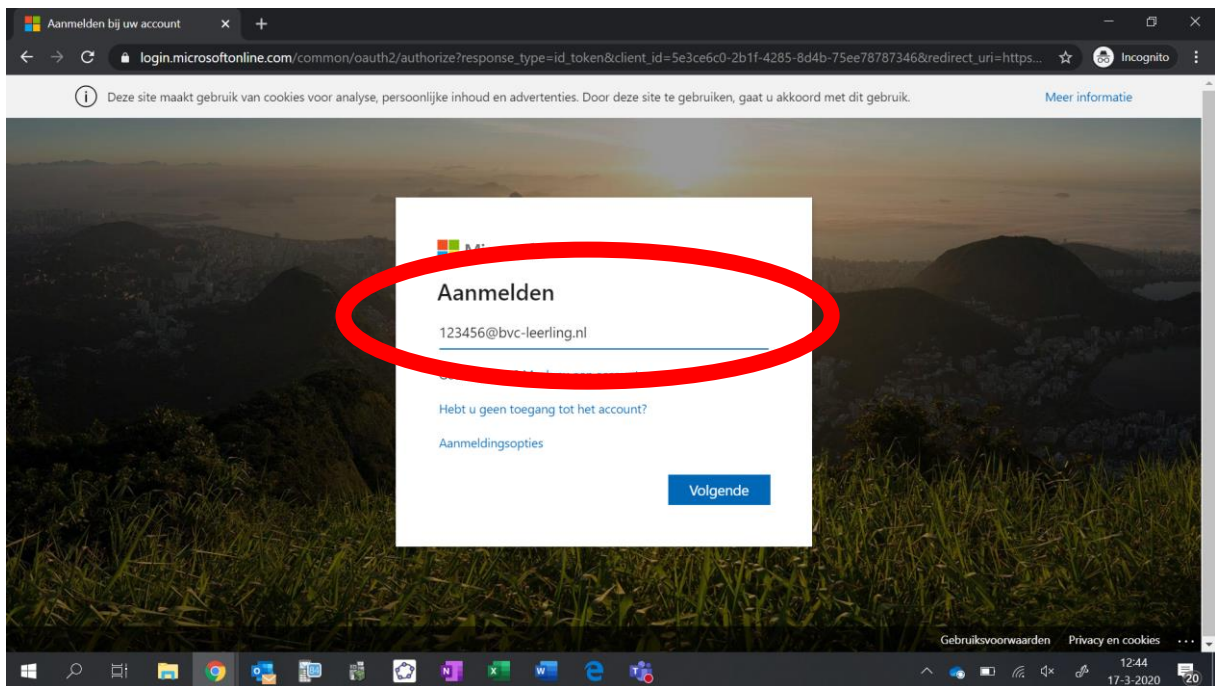 Aanmelden bij uw account
login.microsoftonline.com/common/oauth2/authorize?response_type=id_token&client_id=5e3ce6c0-2b1f-4285-8d4b-75ee78787346&redirect_uri=https... Incognito
Deze site maakt gebruik van cookies voor analyse, persoonlijke inhoud en advertenties. Door deze site te gebruiken, gaat u akkoord met dit gebruik. Meer informatie
Aanmelden
123456@bvc-leerling.nl
Hebt u geen toegang tot het account?
Aanmeldingsopties
Volgende
Gebruiksvoorwaarden Privacy en cookies ...
12:44
17-3-2020
20